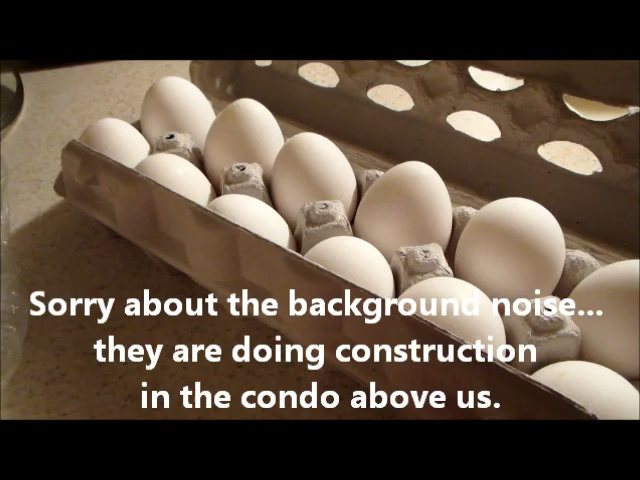 Sorry about the background noise...
they are doing construction
in the condo above us.